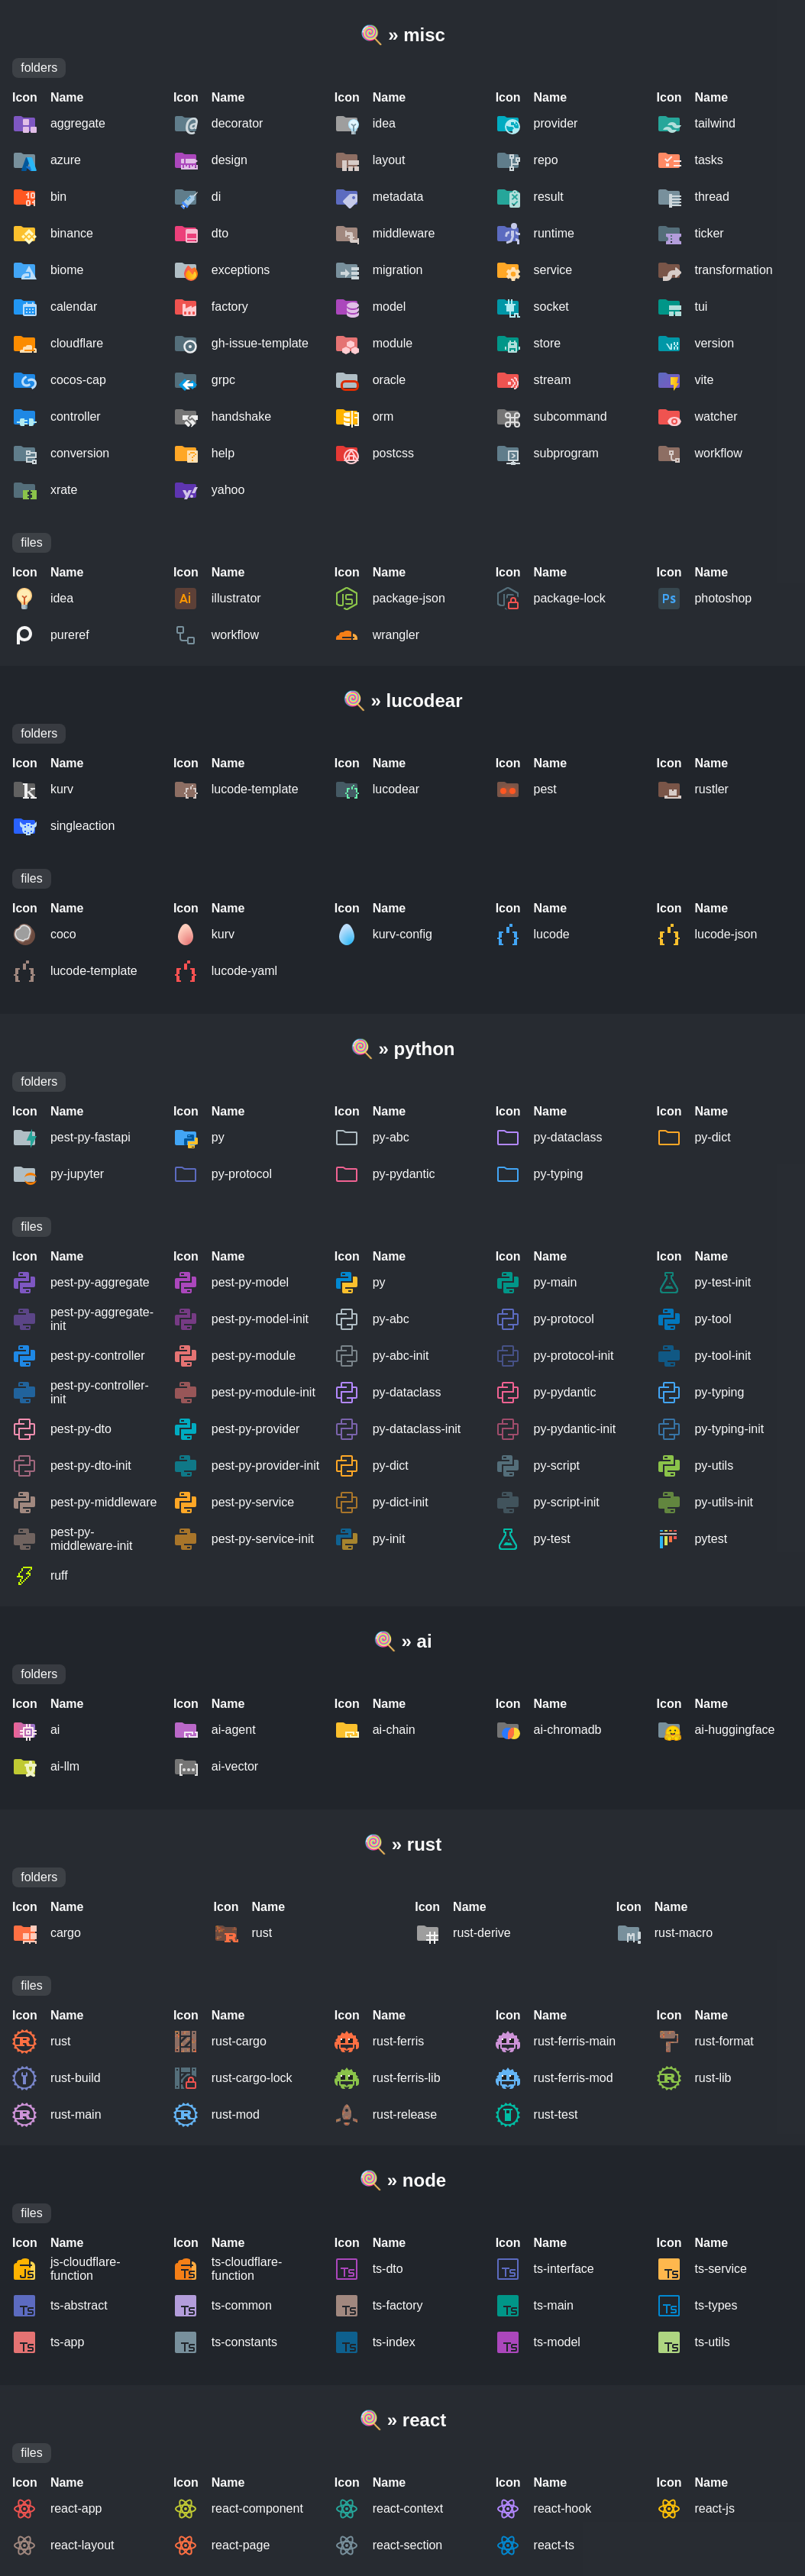 » misc
folders
Icon Name Icon Name Icon Name Icon Name Icon Name
aggregate decorator idea provider tailwind
azure design layout repo tasks
bin di metadata result thread
binance dto middleware runtime ticker
biome exceptions migration service transformation
calendar factory model socket tui
cloudflare gh-issue-template module store version
cocos-cap grpc oracle stream vite
controller handshake orm subcommand watcher
conversion help postcss subprogram workflow
xrate yahoo
files
Icon Name Icon Name Icon Name Icon Name Icon Name
idea illustrator package-json package-lock photoshop
pureref workflow wrangler
» lucodear
folders
Icon Name Icon Name Icon Name Icon Name Icon Name
kurv lucode-template lucodear pest rustler
singleaction
files
Icon Name Icon Name Icon Name Icon Name Icon Name
coco kurv kurv-config lucode lucode-json
lucode-template lucode-yaml
» python
folders
Icon Name Icon Name Icon Name Icon Name Icon Name
pest-py-fastapi py py-abc py-dataclass py-dict
py-jupyter py-protocol py-pydantic py-typing
files
Icon Name Icon Name Icon Name Icon Name Icon Name
pest-py-aggregate pest-py-model py py-main py-test-init
pest-py-aggregate-
init pest-py-model-init py-abc py-protocol py-tool
pest-py-controller pest-py-module py-abc-init py-protocol-init py-tool-init
pest-py-controller-
init pest-py-module-init py-dataclass py-pydantic py-typing
pest-py-dto pest-py-provider py-dataclass-init py-pydantic-init py-typing-init
pest-py-dto-init pest-py-provider-init py-dict py-script py-utils
pest-py-middleware pest-py-service py-dict-init py-script-init py-utils-init
pest-py-
middleware-init pest-py-service-init py-init py-test pytest
ruff
» ai
folders
Icon Name Icon Name Icon Name Icon Name Icon Name
ai ai-agent ai-chain ai-chromadb ai-huggingface
ai-llm ai-vector
» rust
folders
Icon Name Icon Name Icon Name Icon Name
cargo rust rust-derive rust-macro
files
Icon Name Icon Name Icon Name Icon Name Icon Name
rust rust-cargo rust-ferris rust-ferris-main rust-format
rust-build rust-cargo-lock rust-ferris-lib rust-ferris-mod rust-lib
rust-main rust-mod rust-release rust-test
» node
files
Icon Name Icon Name Icon Name Icon Name Icon Name
js-cloudflare-
function ts-cloudflare-
function ts-dto ts-interface ts-service
ts-abstract ts-common ts-factory ts-main ts-types
ts-app ts-constants ts-index ts-model ts-utils
» react
files
Icon Name Icon Name Icon Name Icon Name Icon Name
react-app react-component react-context react-hook react-js
react-layout react-page react-section react-ts